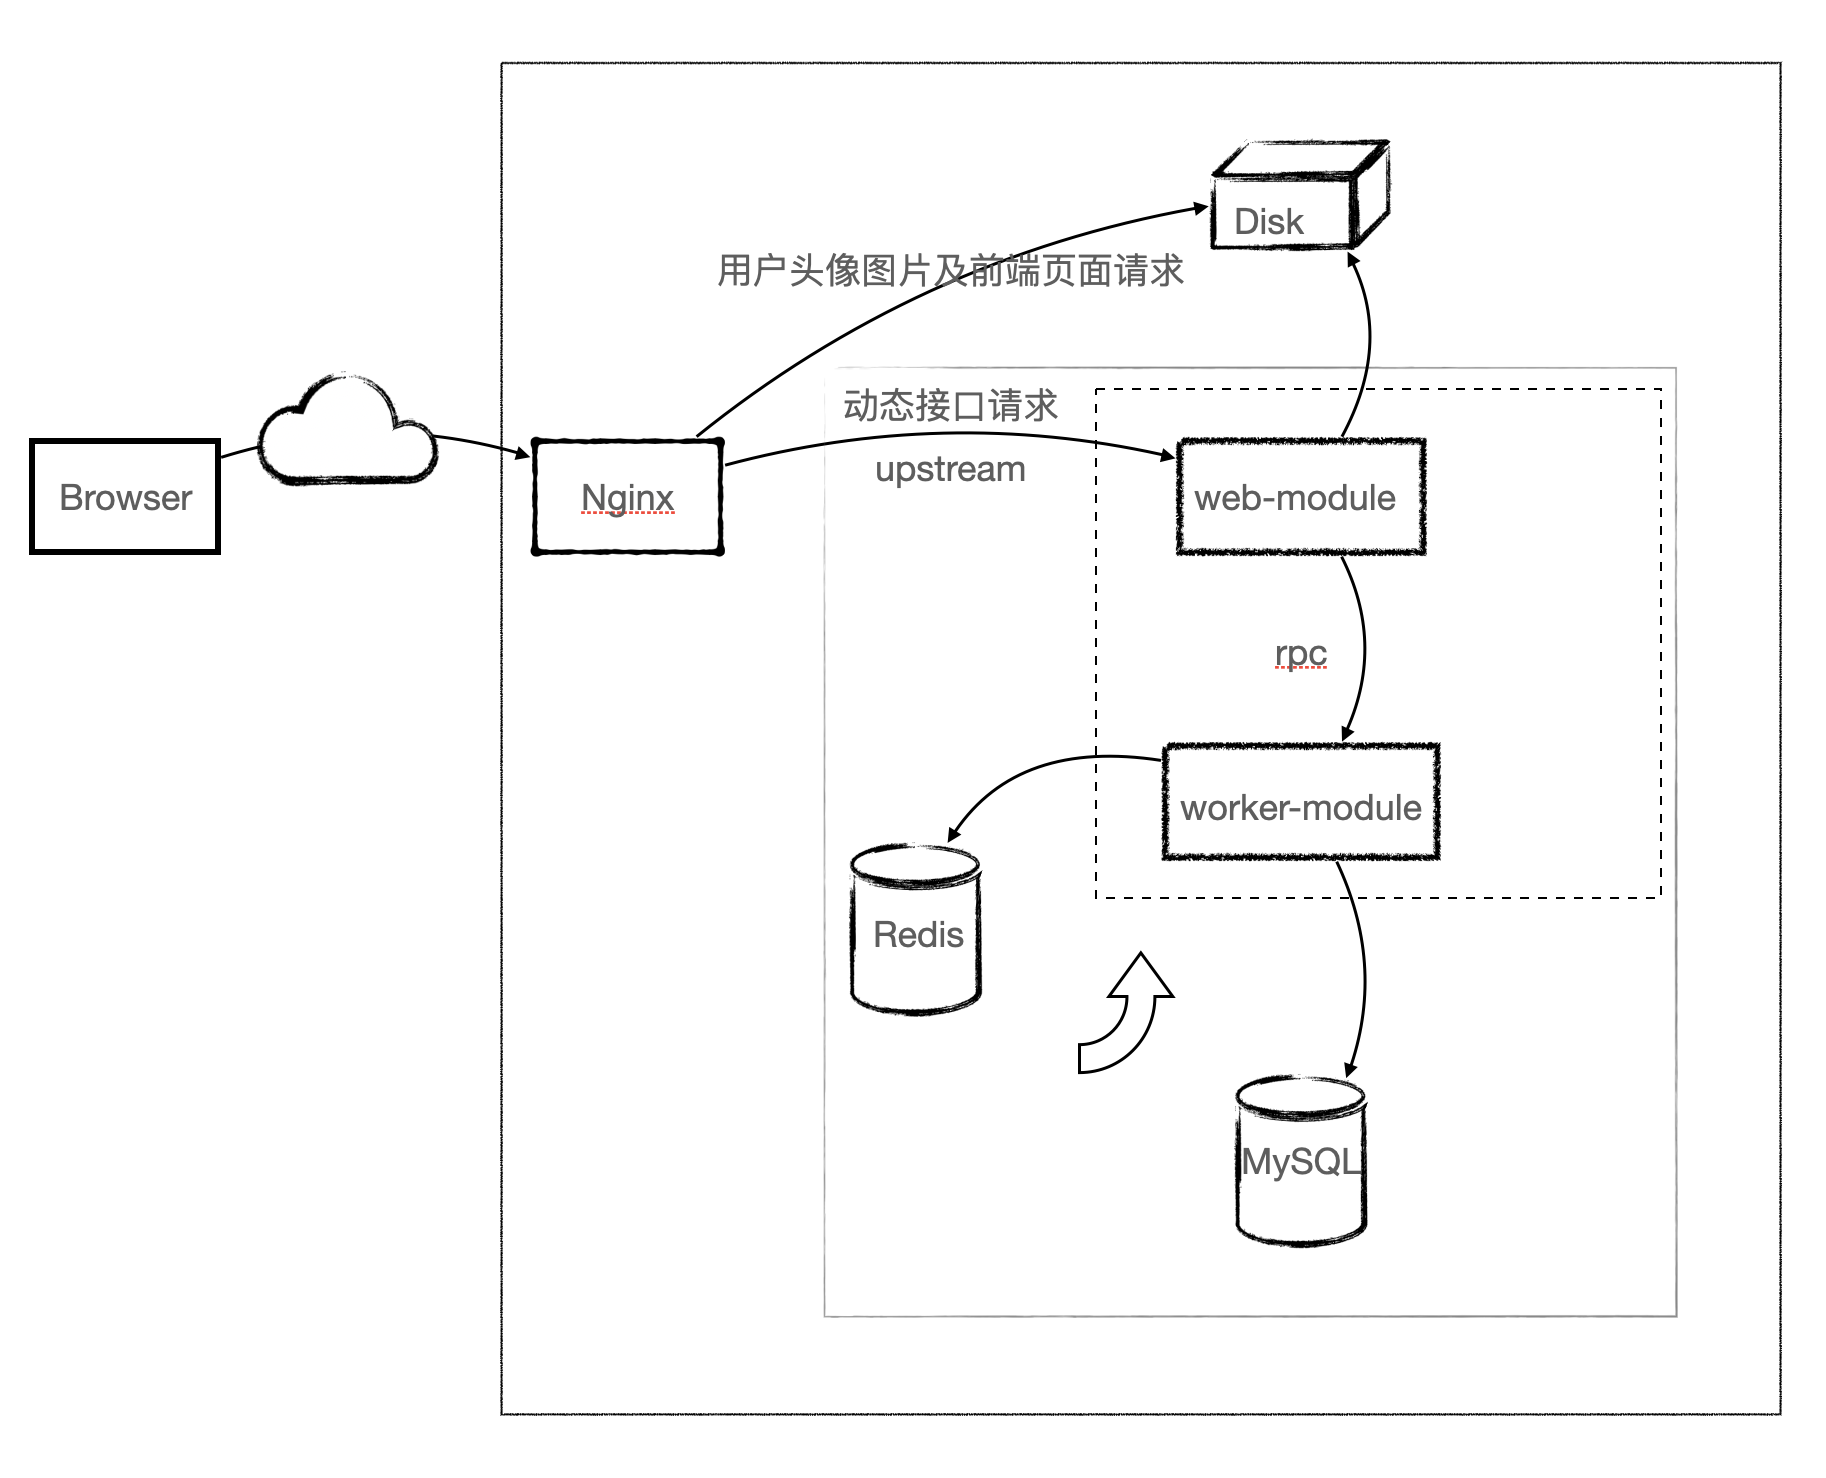 Disk
用户头像图片及前端页面请求
动态接口请求
upstream
Browser
Nginx
web-module
rpc
worker-module
Redis
MySQL